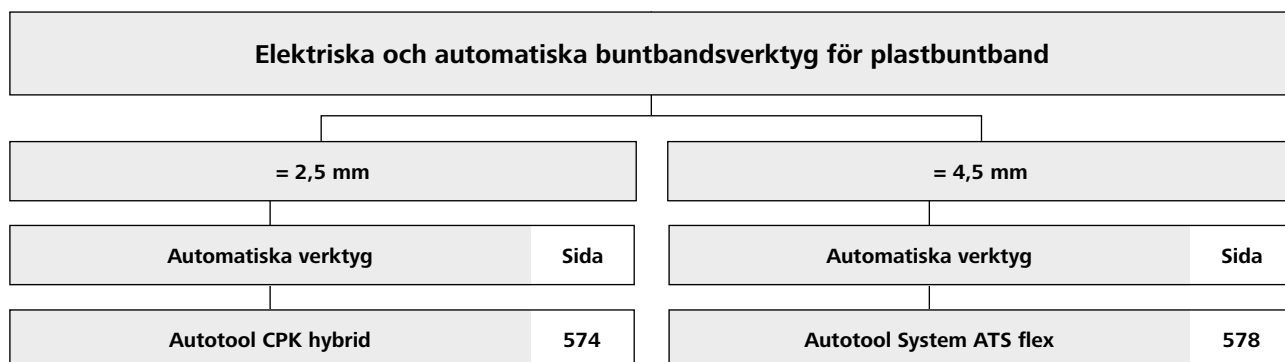 Elektriska och automatiska buntbandsverktyg för plastbuntband
= 2,5 mm
= 4,5 mm
Automatiska verktyg Sida
Automatiska verktyg Sida
Autotool CPK hybrid 574
Autotool System ATS flex 578